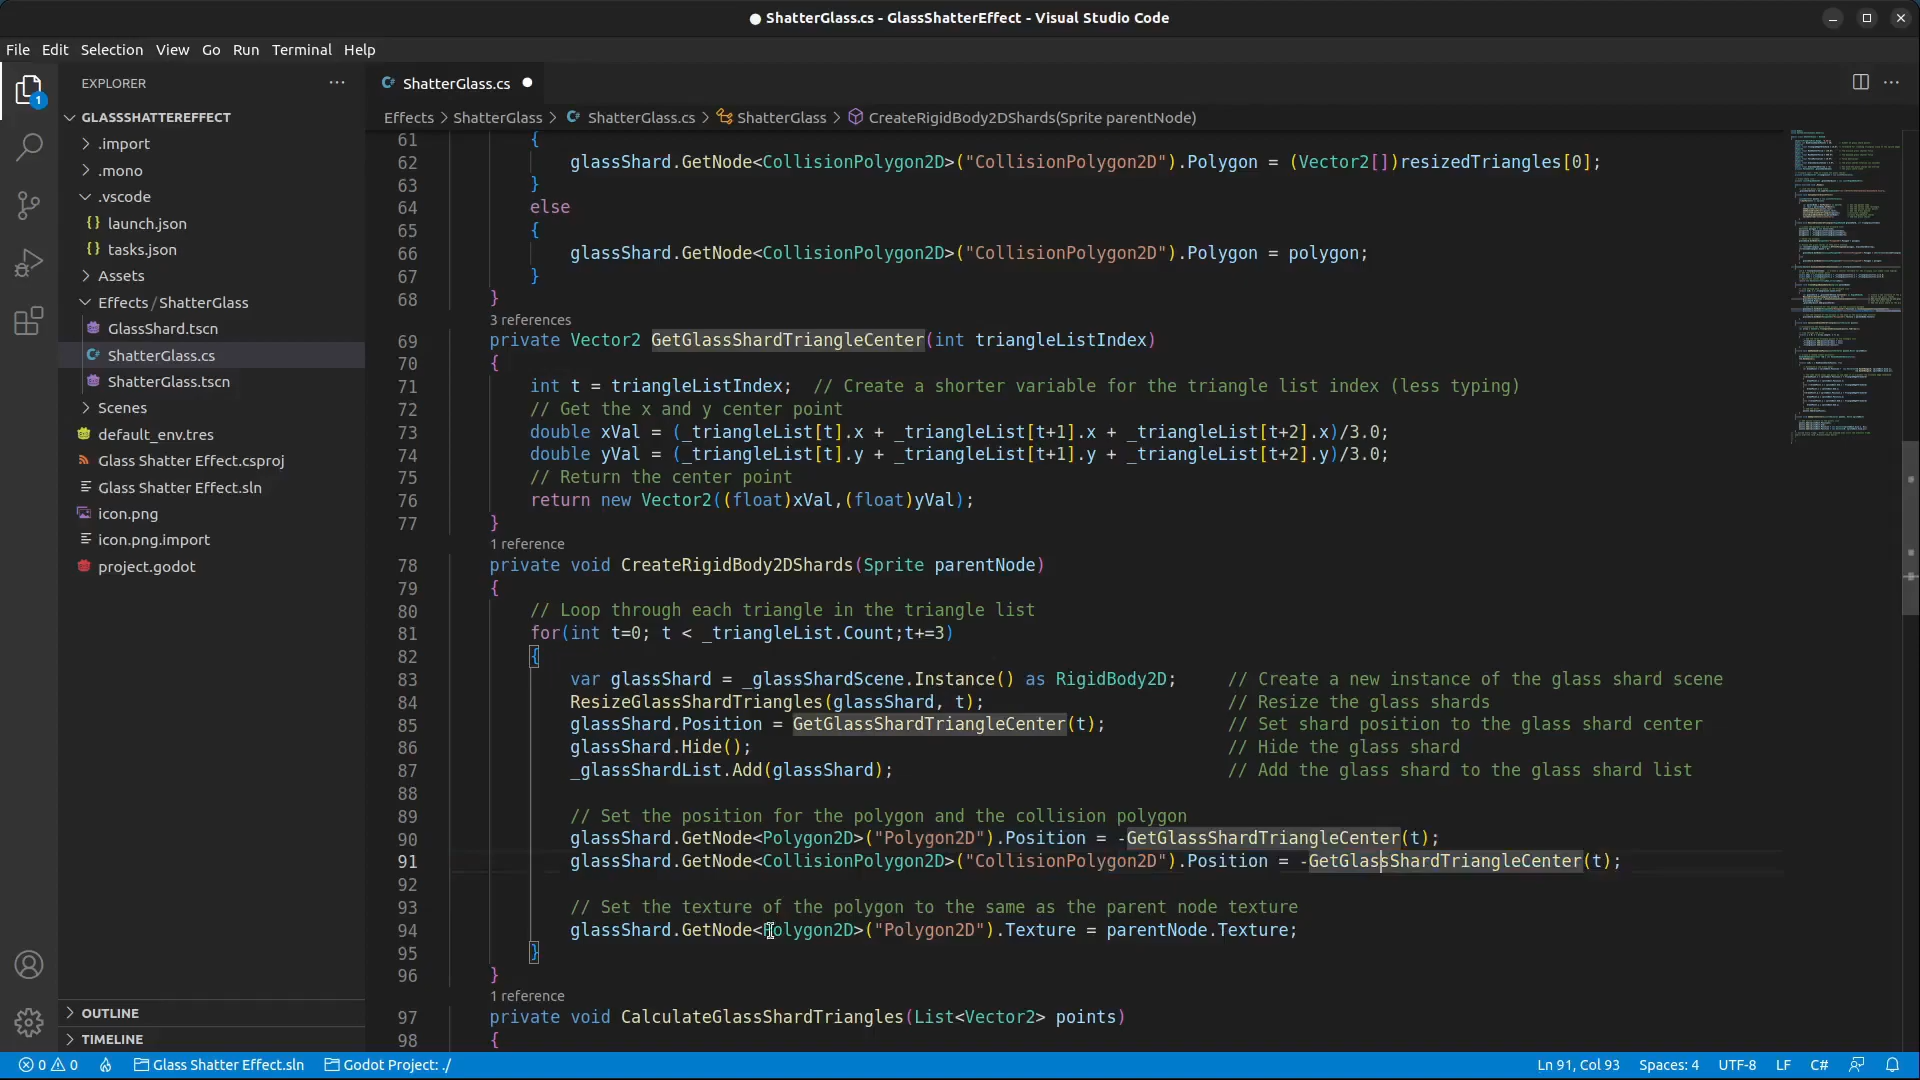 ShatterGlass.cs - GlassShatterEffect - Visual Studio Code
File Edit Selection View Go Run Terminal Help
EXPLORER
ShatterGlass.cs
1
GLASSSHATTEREFFECT
.import
.mono
.vscode
{} launch.json
{} tasks.json
Assets
Effects / ShatterGlass
GlassShard.tscn
ShatterGlass.cs
ShatterGlass.tscn
Scenes
default_env.tres
Glass Shatter Effect.csproj
Glass Shatter Effect.sln
icon.png
icon.png.import
project.godot
OUTLINE
TIMELINE
Effects > ShatterGlass > ShatterGlass.cs > ShatterGlass > CreateRigidBody2DShards(Sprite parentNode)
61 {
62 glassShard.GetNode<CollisionPolygon2D>("CollisionPolygon2D").Polygon = (Vector2[])resizedTriangles[0];
63 }
64 else
65 {
66 glassShard.GetNode<CollisionPolygon2D>("CollisionPolygon2D").Polygon = polygon;
67 }
68 }
3 references
69 private Vector2 GetGlassShardTriangleCenter(int triangleListIndex)
70 {
71 int t = triangleListIndex; // Create a shorter variable for the triangle list index (less typing)
72 // Get the x and y center point
73 double xVal = (_triangleList[t].x + _triangleList[t+1].x + _triangleList[t+2].x)/3.0;
74 double yVal = (_triangleList[t].y + _triangleList[t+1].y + _triangleList[t+2].y)/3.0;
75 // Return the center point
76 return new Vector2((float)xVal,(float)yVal);
77 }
1 reference
78 private void CreateRigidBody2DShards(Sprite parentNode)
79 {
80 // Loop through each triangle in the triangle list
81 for(int t=0; t < _triangleList.Count;t+=3)
82 {
83 var glassShard = _glassShardScene.Instance() as RigidBody2D; // Create a new instance of the glass shard scene
84 ResizeGlassShardTriangles(glassShard, t); // Resize the glass shards
85 glassShard.Position = GetGlassShardTriangleCenter(t); // Set shard position to the glass shard center
86 glassShard.Hide(); // Hide the glass shard
87 _glassShardList.Add(glassShard); // Add the glass shard to the glass shard list
88
89 // Set the position for the polygon and the collision polygon
90 glassShard.GetNode<Polygon2D>("Polygon2D").Position = -GetGlassShardTriangleCenter(t);
91 glassShard.GetNode<CollisionPolygon2D>("CollisionPolygon2D").Position = -GetGlassShardTriangleCenter(t);
92
93 // Set the texture of the polygon to the same as the parent node texture
94 glassShard.GetNode<Polygon2D>("Polygon2D").Texture = parentNode.Texture;
95 }
96 }
1 reference
97 private void CalculateGlassShardTriangles(List<Vector2> points)
98 {
0 0 Glass Shatter Effect.sln Godot Project: ./ Ln 91, Col 93 Spaces: 4 UTF-8 LF C#